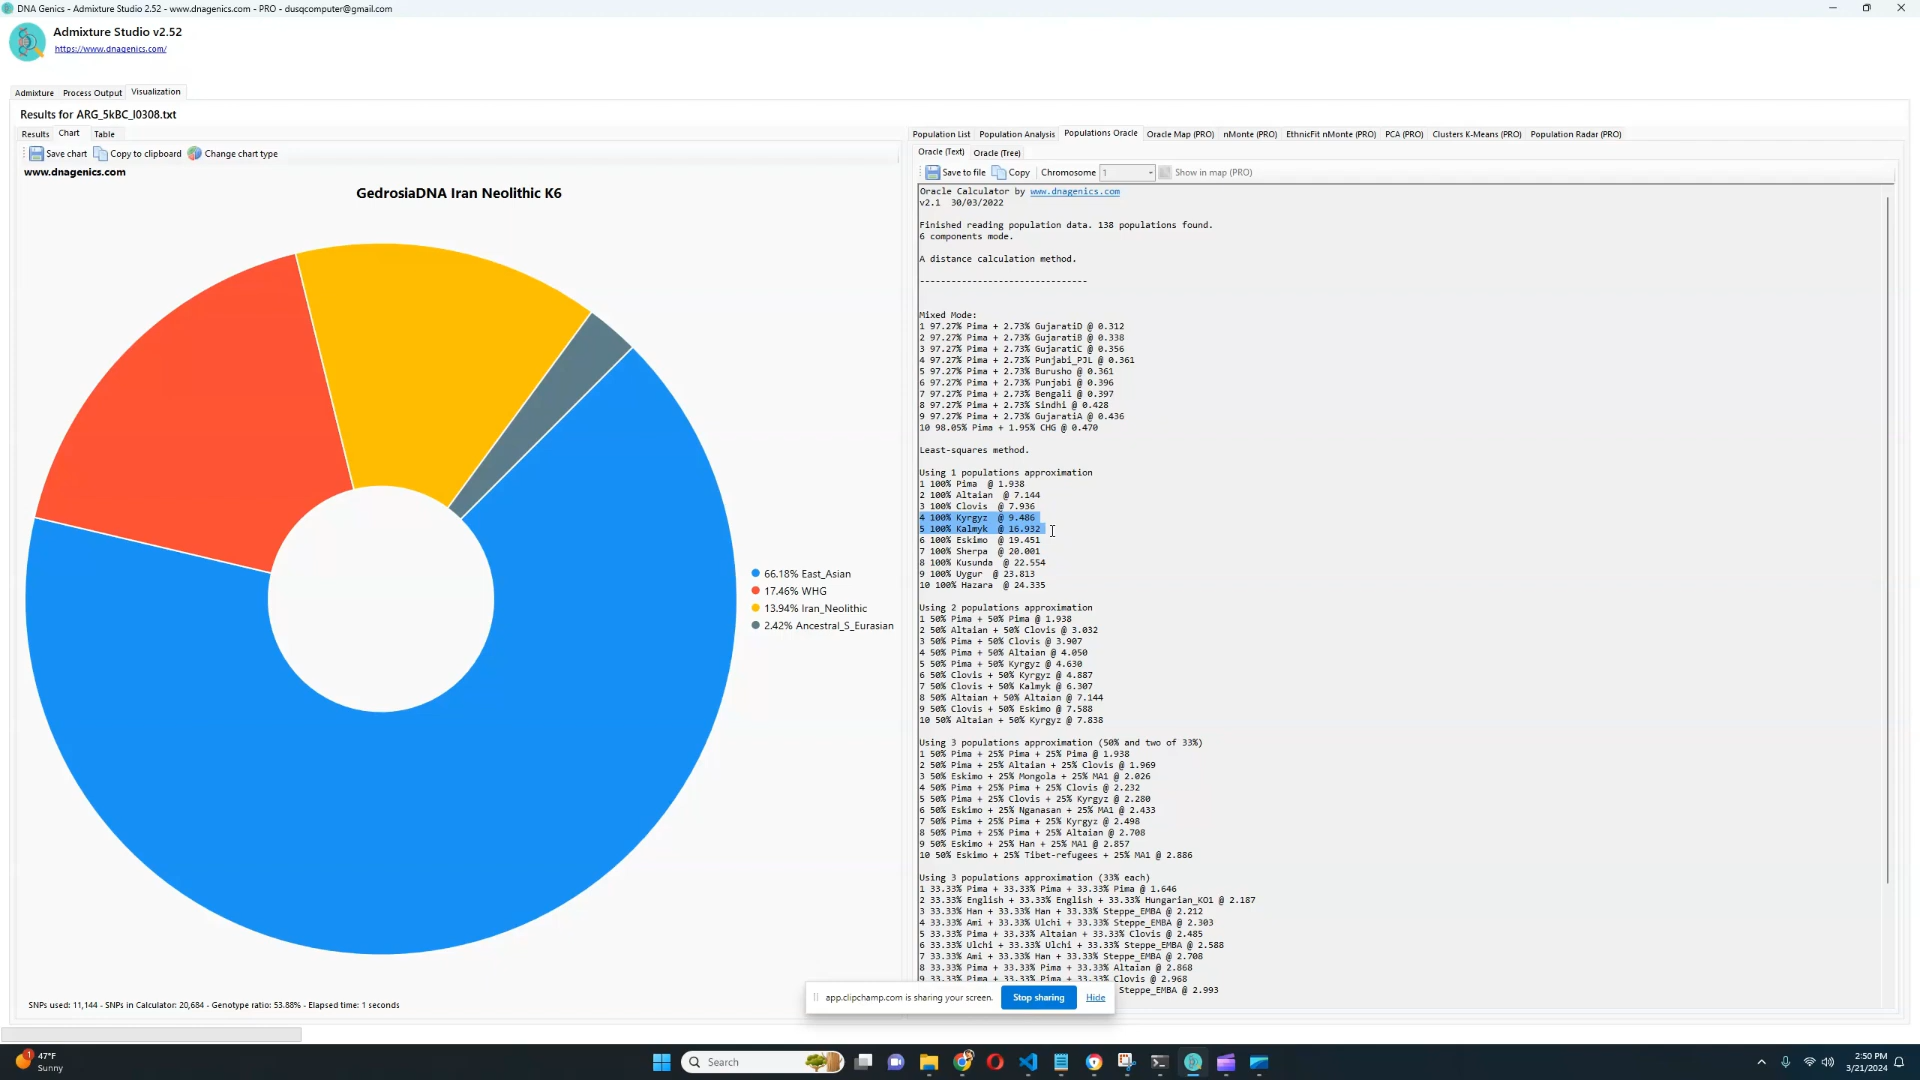 DNA Genics - Admixture Studio 2.52 - www.dnagenics.com - PRO - dusqcomputer@gmail.com
Admixture Studio v2.52
https://www.dnagenics.com/
Admixture Process Output Visualization
Results for ARG_5kBC_I0308.txt
Results Chart Table
Save chart Copy to clipboard Change chart type
www.dnagenics.com
GedrosiaDNA Iran Neolithic K6
66.18% East_Asian
17.46% WHG
13.94% Iran_Neolithic
2.42% Ancestral_S_Eurasian
SNPs used: 11,144 - SNPs in Calculator: 20,684 - Genotype ratio: 53.88% - Elapsed time: 1 seconds
Population List Population Analysis Populations Oracle Oracle Map (PRO) nMonte (PRO) EthnicFit nMonte (PRO) PCA (PRO) Clusters K-Means (PRO) Population Radar (PRO)
Oracle (Text) Oracle (Tree)
Save to file Copy Chromosome 1 Show in map (PRO)
Oracle Calculator by www.dnagenics.com
v2.1 30/03/2022
Finished reading population data. 138 populations found.
6 components mode.
A distance calculation method.
--------------------------------
Mixed Mode:
1 97.27% Pima + 2.73% GujaratiD @ 0.312
2 97.27% Pima + 2.73% GujaratiB @ 0.338
3 97.27% Pima + 2.73% GujaratiC @ 0.356
4 97.27% Pima + 2.73% Punjabi_PJL @ 0.361
5 97.27% Pima + 2.73% Burusho @ 0.361
6 97.27% Pima + 2.73% Punjabi @ 0.396
7 97.27% Pima + 2.73% Bengali @ 0.397
8 97.27% Pima + 2.73% Sindhi @ 0.428
9 97.27% Pima + 2.73% GujaratiA @ 0.436
10 98.05% Pima + 1.95% CHG @ 0.470
Least-squares method.
Using 1 populations approximation
1 100% Pima @ 1.938
2 100% Altaian @ 7.144
3 100% Clovis @ 7.936
4 100% Kyrgyz @ 9.486
5 100% Kalmyk @ 16.932
6 100% Eskimo @ 19.451
7 100% Sherpa @ 20.001
8 100% Kusunda @ 22.554
9 100% Uygur @ 23.813
10 100% Hazara @ 24.335
Using 2 populations approximation
1 50% Pima + 50% Pima @ 1.938
2 50% Altaian + 50% Clovis @ 3.032
3 50% Pima + 50% Clovis @ 3.907
4 50% Pima + 50% Altaian @ 4.050
5 50% Pima + 50% Kyrgyz @ 4.630
6 50% Clovis + 50% Kyrgyz @ 4.887
7 50% Clovis + 50% Kalmyk @ 6.307
8 50% Altaian + 50% Altaian @ 7.144
9 50% Clovis + 50% Eskimo @ 7.588
10 50% Altaian + 50% Kyrgyz @ 7.838
Using 3 populations approximation (50% and two of 33%)
1 50% Pima + 25% Pima + 25% Pima @ 1.938
2 50% Pima + 25% Altaian + 25% Clovis @ 1.969
3 50% Eskimo + 25% Mongola + 25% MA1 @ 2.026
4 50% Pima + 25% Pima + 25% Clovis @ 2.232
5 50% Pima + 25% Clovis + 25% Kyrgyz @ 2.280
6 50% Eskimo + 25% Nganasan + 25% MA1 @ 2.433
7 50% Pima + 25% Pima + 25% Kyrgyz @ 2.498
8 50% Pima + 25% Pima + 25% Altaian @ 2.708
9 50% Eskimo + 25% Han + 25% MA1 @ 2.857
10 50% Eskimo + 25% Tibet-refugees + 25% MA1 @ 2.886
Using 3 populations approximation (33% each)
1 33.33% Pima + 33.33% Pima + 33.33% Pima @ 1.646
2 33.33% English + 33.33% English + 33.33% Hungarian_KO1 @ 2.187
3 33.33% Han + 33.33% Han + 33.33% Steppe_EMBA @ 2.212
4 33.33% Ami + 33.33% Ulchi + 33.33% Steppe_EMBA @ 2.303
5 33.33% Pima + 33.33% Altaian + 33.33% Clovis @ 2.485
6 33.33% Ulchi + 33.33% Ulchi + 33.33% Steppe_EMBA @ 2.588
7 33.33% Ami + 33.33% Han + 33.33% Steppe_EMBA @ 2.708
8 33.33% Pima + 33.33% Pima + 33.33% Altaian @ 2.868
Clovis @ 2.968
Steppe_EMBA @ 2.993
app.clipchamp.com is sharing your screen. Stop sharing Hide
1
47°F
Sunny
Search
2:50 PM
3/21/2024